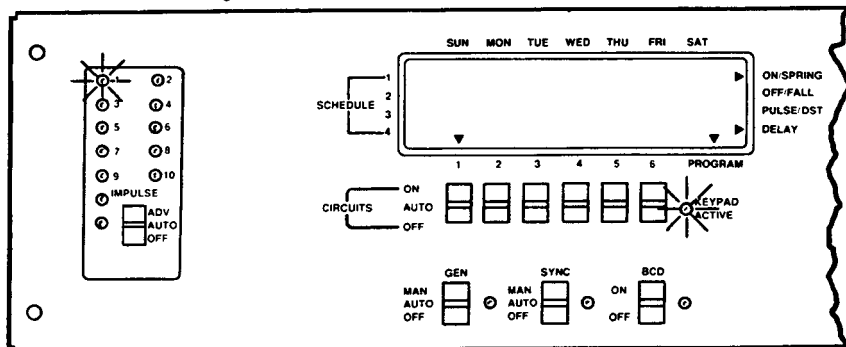 SUN MON TUE WED THU FRI SAT
1 2
3 4
5 6
7 8
9 10
IMPULSE
ADV
AUTO
OFF
SCHEDULE
1
2
3
4
ON/SPRING
OFF/FALL
PULSE/DST
DELAY
1 2 3 4 5 6 PROGRAM
CIRCUITS
ON
AUTO
OFF
KEYPAD
ACTIVE
GEN
MAN
AUTO
OFF
SYNC
MAN
AUTO
OFF
BCD
ON
OFF